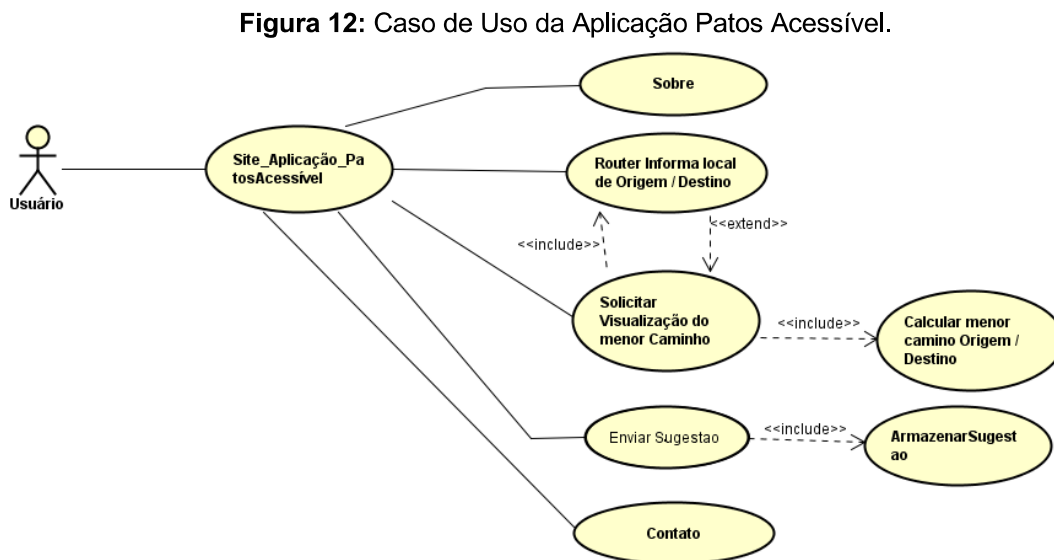 Figura 12: Caso de Uso da Aplicação Patos Acessível.
Sobre
Usuário
Site_Aplicação_Pa
tosAcessível
Router Informa local
de Origem / Destino
<<include>>
<<extend>>
Solicitar
Visualização do
menor Caminho
<<include>>
Calcular menor
camino Origem /
Destino
Enviar Sugestao
<<include>>
ArmazenarSugest
ao
Contato